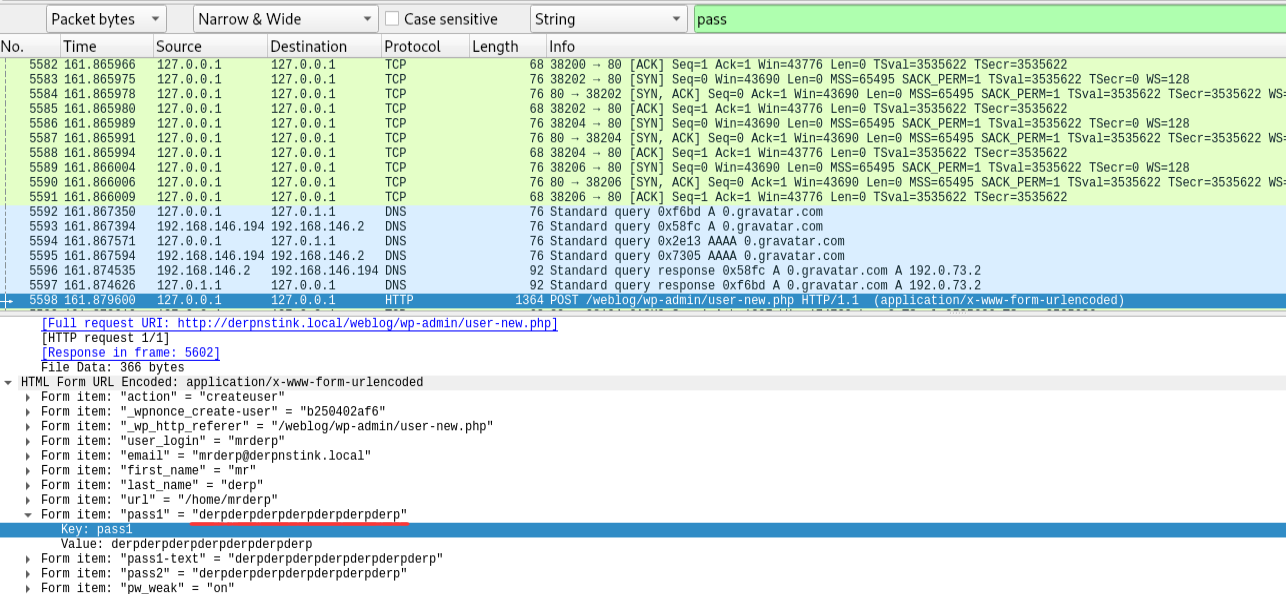 Packet bytes Narrow & Wide Case sensitive String pass
No. Time Source Destination Protocol Length Info
5582 161.865966 127.0.0.1 127.0.0.1 TCP 68 38200 → 80 [ACK] Seq=1 Ack=1 Win=43776 Len=0 TSval=3535622 TSecr=3535622
5583 161.865975 127.0.0.1 127.0.0.1 TCP 76 38202 → 80 [SYN] Seq=0 Win=43690 Len=0 MSS=65495 SACK_PERM=1 TSval=3535622 TSecr=0 WS=128
5584 161.865978 127.0.0.1 127.0.0.1 TCP 76 80 → 38202 [SYN, ACK] Seq=0 Ack=1 Win=43690 Len=0 MSS=65495 SACK_PERM=1 TSval=3535622 TSecr=3535622 WS=
5585 161.865980 127.0.0.1 127.0.0.1 TCP 68 38202 → 80 [ACK] Seq=1 Ack=1 Win=43776 Len=0 TSval=3535622 TSecr=3535622
5586 161.865989 127.0.0.1 127.0.0.1 TCP 76 38204 → 80 [SYN] Seq=0 Win=43690 Len=0 MSS=65495 SACK_PERM=1 TSval=3535622 TSecr=0 WS=128
5587 161.865991 127.0.0.1 127.0.0.1 TCP 76 80 → 38204 [SYN, ACK] Seq=0 Ack=1 Win=43690 Len=0 MSS=65495 SACK_PERM=1 TSval=3535622 TSecr=3535622 WS=
5588 161.865994 127.0.0.1 127.0.0.1 TCP 68 38204 → 80 [ACK] Seq=1 Ack=1 Win=43776 Len=0 TSval=3535622 TSecr=3535622
5589 161.866004 127.0.0.1 127.0.0.1 TCP 76 38206 → 80 [SYN] Seq=0 Win=43690 Len=0 MSS=65495 SACK_PERM=1 TSval=3535622 TSecr=0 WS=128
5590 161.866006 127.0.0.1 127.0.0.1 TCP 76 80 → 38206 [SYN, ACK] Seq=0 Ack=1 Win=43690 Len=0 MSS=65495 SACK_PERM=1 TSval=3535622 TSecr=3535622 WS=
5591 161.866009 127.0.0.1 127.0.0.1 TCP 68 38206 → 80 [ACK] Seq=1 Ack=1 Win=43776 Len=0 TSval=3535622 TSecr=3535622
5592 161.867350 127.0.0.1 127.0.1.1 DNS 76 Standard query 0xf6bd A 0.gravatar.com
5593 161.867394 192.168.146.194 192.168.146.2 DNS 76 Standard query 0x58fc A 0.gravatar.com
5594 161.867571 127.0.0.1 127.0.1.1 DNS 76 Standard query 0x2e13 AAAA 0.gravatar.com
5595 161.867594 192.168.146.194 192.168.146.2 DNS 76 Standard query 0x7305 AAAA 0.gravatar.com
5596 161.874535 192.168.146.2 192.168.146.194 DNS 92 Standard query response 0x58fc A 0.gravatar.com A 192.0.73.2
5597 161.874626 127.0.1.1 127.0.0.1 DNS 92 Standard query response 0xf6bd A 0.gravatar.com A 192.0.73.2
5598 161.879600 127.0.0.1 127.0.0.1 HTTP 1364 POST /weblog/wp-admin/user-new.php HTTP/1.1 (application/x-www-form-urlencoded)
[Full request URI: http://derpnstink.local/weblog/wp-admin/user-new.php]
[HTTP request 1/1]
[Response in frame: 5602]
File Data: 366 bytes
HTML Form URL Encoded: application/x-www-form-urlencoded
Form item: "action" = "createuser"
Form item: "_wpnonce_create-user" = "b250402af6"
Form item: "_wp_http_referer" = "/weblog/wp-admin/user-new.php"
Form item: "user_login" = "mrderp"
Form item: "email" = "mrderp@derpnstink.local"
Form item: "first_name" = "mr"
Form item: "last_name" = "derp"
Form item: "url" = "/home/mrderp"
Form item: "pass1" = "derpderpderpderpderpderpderp"
Key: pass1
Value: derpderpderpderpderpderpderp
Form item: "pass1-text" = "derpderpderpderpderpderpderp"
Form item: "pass2" = "derpderpderpderpderpderpderp"
Form item: "pw_weak" = "on"